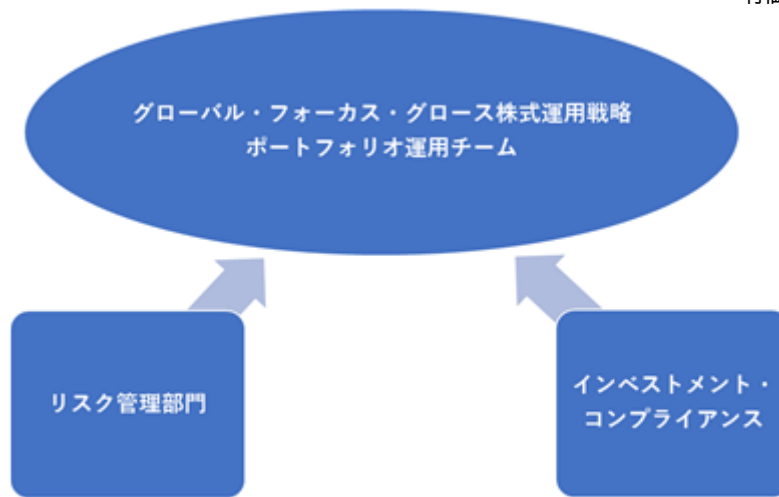 グローバル・フォーカス・グロース株式運用戦略
ポートフォリオ運用チーム
リスク管理部門
インベストメント・
コンプライアンス